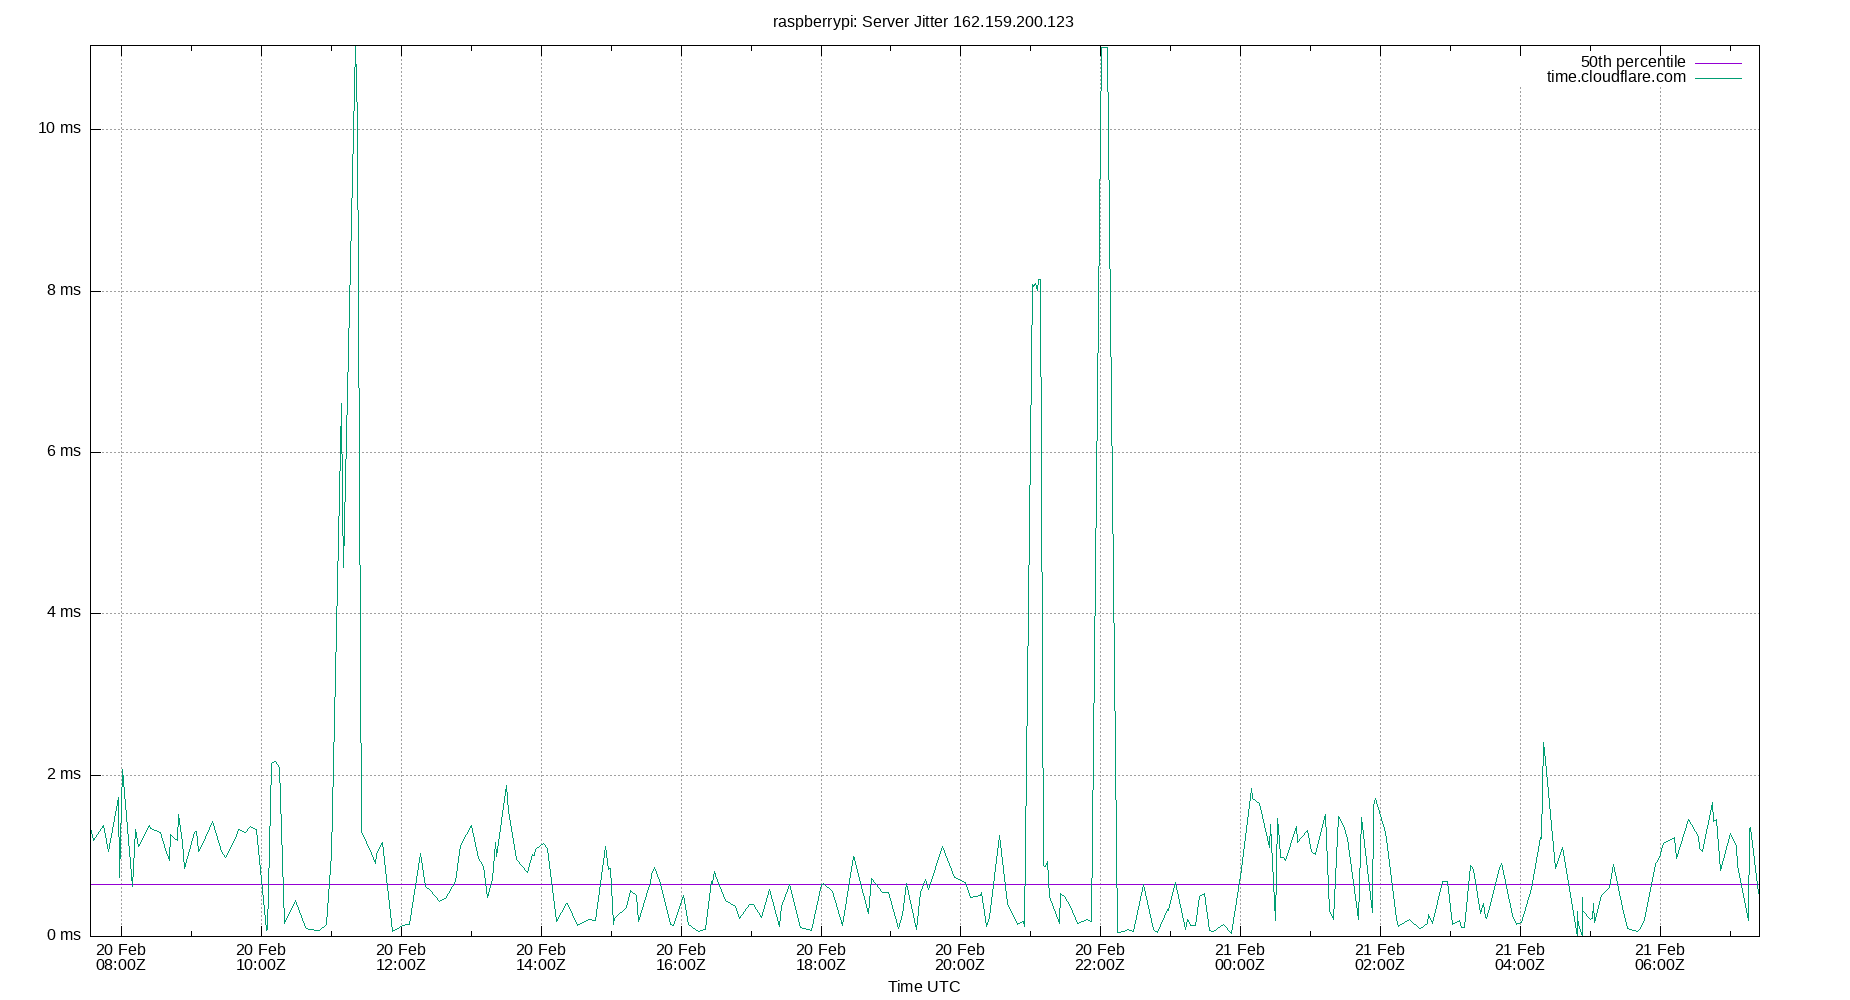 raspberrypi: Server Jitter 162.159.200.123
50th percentile
time.cloudflare.com
10 ms
8 ms
6 ms
4 ms
2 ms
0 ms
20 Feb 20 Feb 20 Feb 20 Feb 20 Feb 20 Feb 20 Feb 20 Feb 21 Feb 21 Feb 21 Feb 21 Feb
08:00Z 10:00Z 12:00Z 14:00Z 16:00Z 18:00Z 20:00Z 22:00Z 00:00Z 02:00Z 04:00Z 06:00Z
Time UTC